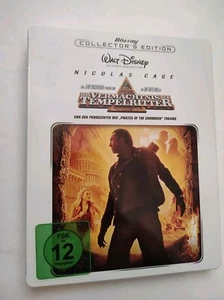 Blu-ray
COLLECTOR'S EDITION
WALT DISNEY
NICOLAS CAGE
DAS VERMÄCHTNIS DER
TEMPELRITTER
VON DEN PRODUZENTEN DER „PIRATES OF THE CARIBBEAN“ TRILOGIE
FSK
12